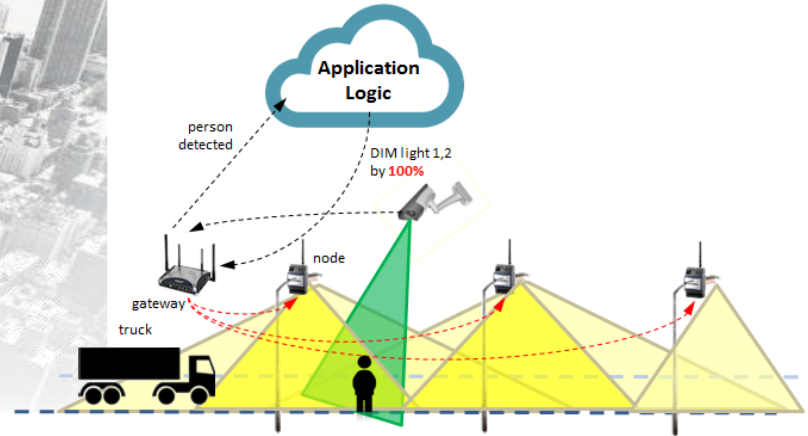 Application
Logic
person
detected
DIM light 1,2
by 100%
node
gateway
truck